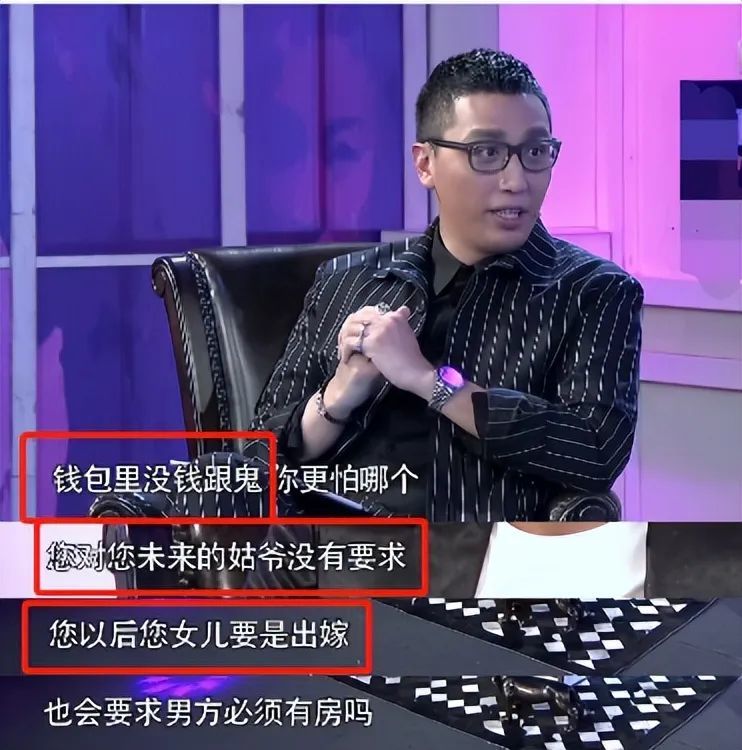 钱包里没钱跟鬼 你更怕哪个
您对您未来的姑爷没有要求
您以后您女儿要是出嫁
也会要求男方必须有房吗